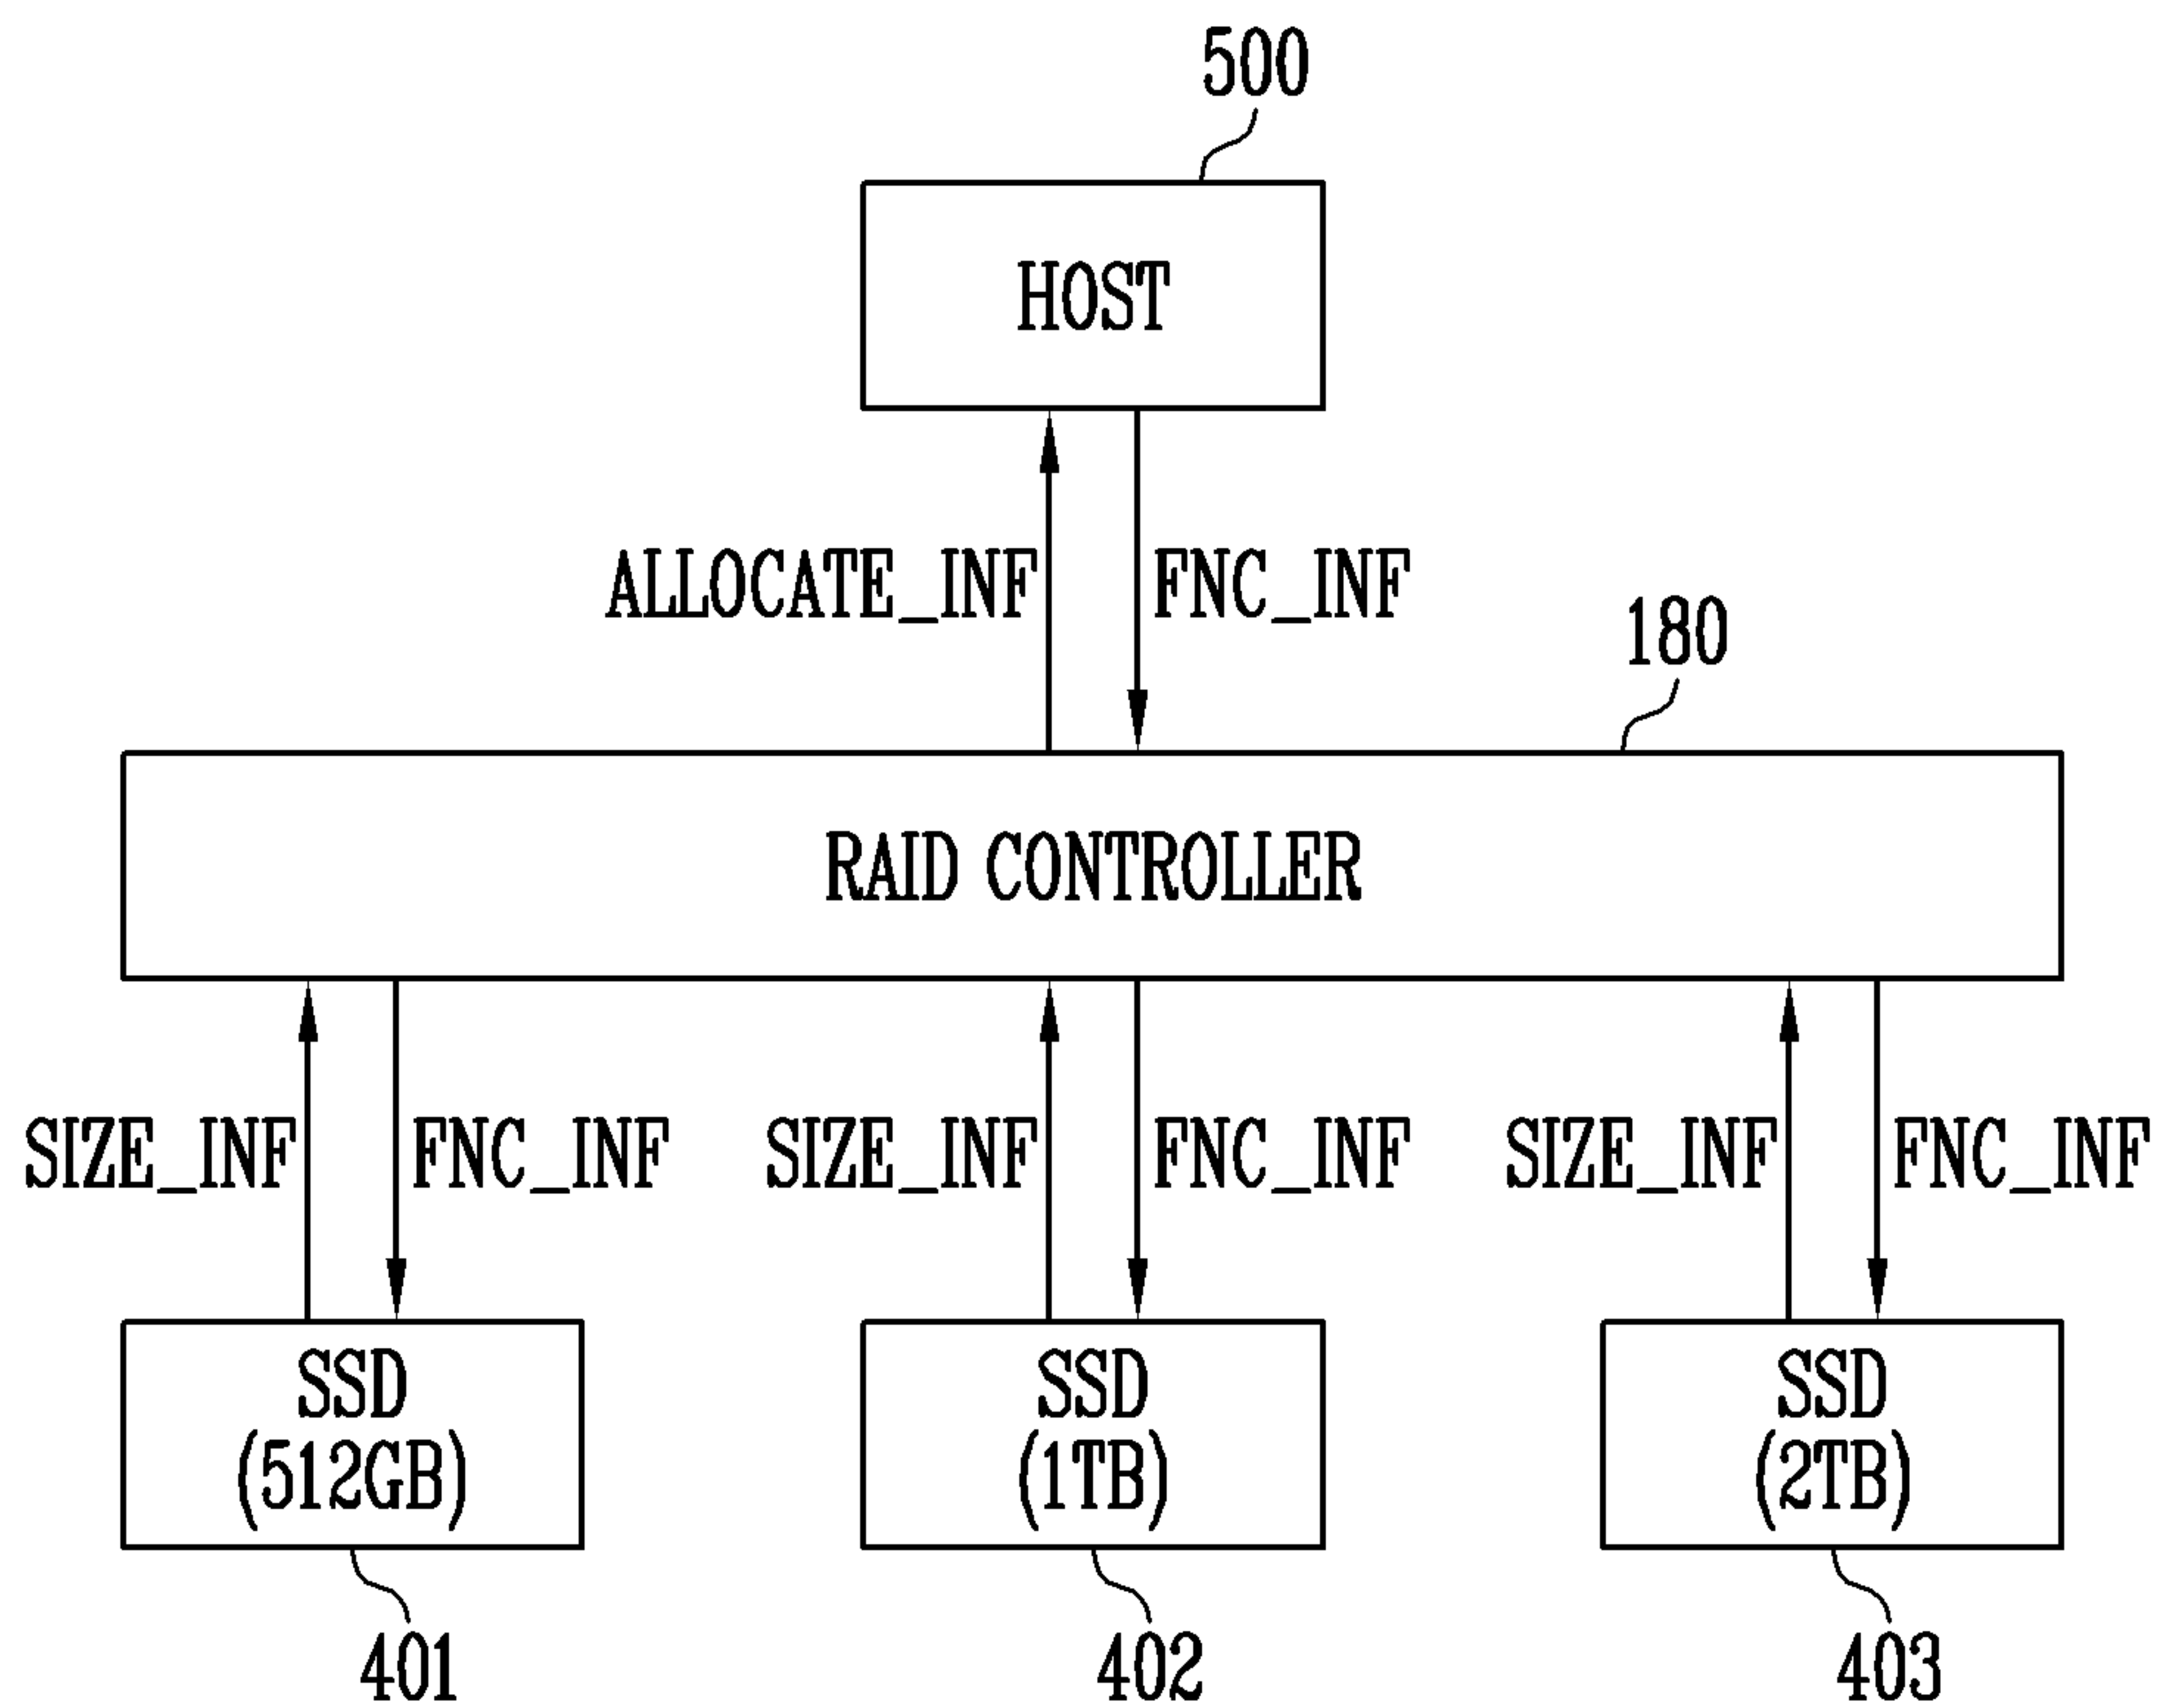 500
HOST
ALLOCATE_INF FNC_INF
180
RAID CONTROLLER
SIZE_INF FNC_INF SIZE_INF FNC_INF SIZE_INF FNC_INF
SSD SSD SSD
(512GB) (1TB) (2TB)
401 402 403